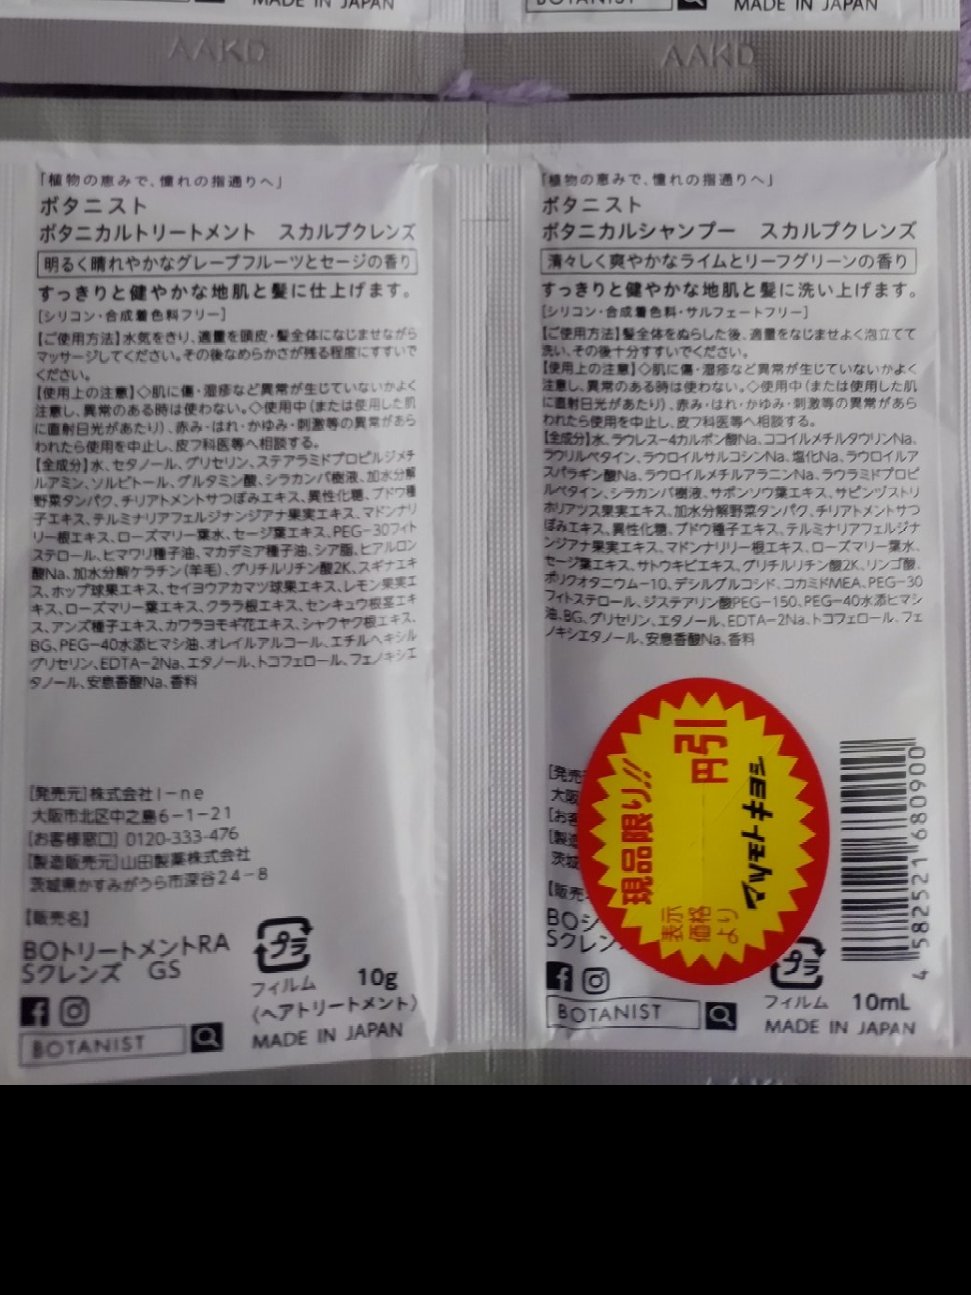 MADE IN JAPAN
BOTANIST
MADE IN JAPAN
AAKD
AAKD
「植物の恵みで、憧れの指通りへ」
ボタニスト
ボタニカルトリートメント　スカルプクレンズ
明るく晴れやかなグレープフルーツとセージの香り
すっきりと健やかな地肌と髪に仕上げます。
[シリコン・合成着色料フリー]
【ご使用方法】水気をきり、適量を頭皮・髪全体になじませながら
マッサージしてください。その後なめらかさが残る程度にすすいで
ください。
【使用上の注意】◇肌に傷・湿疹など異常が生じていないかよく
注意し、異常のある時は使わない。◇使用中(または使用した肌
に直射日光があたり)、赤み・はれ・かゆみ・刺激等の異常があら
われたら使用を中止し、皮フ科医等へ相談する。
【全成分】水、セタノール、グリセリン、ステアラミドプロピルジメチ
ルアミン、ソルビトール、グルタミン酸、シラカンバ樹液、加水分解
野菜タンパク、チリアトメントサつぼみエキス、異性化糖、ブドウ種
子エキス、テルミナリアフェルジナンジアナ果実エキス、マドンナリ
リー根エキス、ローズマリー葉水、セージ葉エキス、PEG-30フィト
ステロール、ヒマワリ種子油、マカデミア種子油、シア脂、ヒアルロン
酸Na、加水分解ケラチン(羊毛)、グリチルリチン酸2K、スギナエキ
ス、ホップ球果エキス、セイヨウアカマツ球果エキス、レモン果実エ
キス、ローズマリー葉エキス、クララ根エキス、センキュウ根茎エキ
ス、アンズ種子エキス、カワラヨモギ花エキス、シャクヤク根エキス、
BG、PEG-40水添ヒマシ油、オレイルアルコール、エチルヘキシル
グリセリン、EDTA-2Na、エタノール、トコフェロール、フェノキシエ
タノール、安息香酸Na、香料
[発売元]株式会社I-ne
大阪市北区中之島6-1-21
[お客様窓口] 0120-333-476
[製造販売元]山田製薬株式会社
茨城県かすみがうら市深谷24-8
【販売名】
BOトリートメントRA
Sクレンズ　GS
プラ
フィルム
10g
(ヘアトリートメント)
BOTANIST
MADE IN JAPAN
「植物の恵みで、憧れの指通りへ」
ボタニスト
ボタニカルシャンプー　スカルプクレンズ
清々しく爽やかなライムとリーフグリーンの香り
すっきりと健やかな地肌と髪に洗い上げます。
[シリコン・合成着色料・サルフェートフリー]
【ご使用方法】髪全体をぬらした後、適量をなじませよく泡立てて
洗い、その後十分すすいでください。
【使用上の注意】◇肌に傷・湿疹など異常が生じていないかよく
注意し、異常のある時は使わない。◇使用中(または使用した肌
に直射日光があたり)、赤み・はれ・かゆみ・刺激等の異常があら
われたら使用を中止し、皮フ科医等へ相談する。
【全成分】水、ラウレス-4カルボン酸Na、ココイルメチルタウリンNa、
ラウリルベタイン、ラウロイルサルコシンNa、塩化Na、ラウロイルア
スパラギン酸Na、ラウロイルメチルアラニンNa、ラウラミドプロピ
ルベタイン、シラカンバ樹液、サボンソウ葉エキス、サピンヅストリ
ホリアツス果実エキス、加水分解野菜タンパク、チリアトメントサつ
ぼみエキス、異性化糖、ブドウ種子エキス、テルミナリアフェルジナ
ンジアナ果実エキス、マドンナリリー根エキス、ローズマリー葉水、
セージ葉エキス、サトウキビエキス、グリチルリチン酸2K、リンゴ酸、
ポリクオタニウム-10、デシルグルコシド、コカミドMEA、PEG-30
フィトステロール、ジステアリン酸PEG-150、PEG-40水添ヒマシ
油、BG、グリセリン、エタノール、EDTA-2Na、トコフェロール、フェ
ノキシエタノール、安息香酸Na、香料
[発売
大阪
[お客
[製造
茨城
【販売
BOシ
Sクレン
現品限り!!
表示
価格
より
円引
マツモトキヨシ
4 582521 680900
プラ
フィルム
10mL
BOTANIST
MADE IN JAPAN